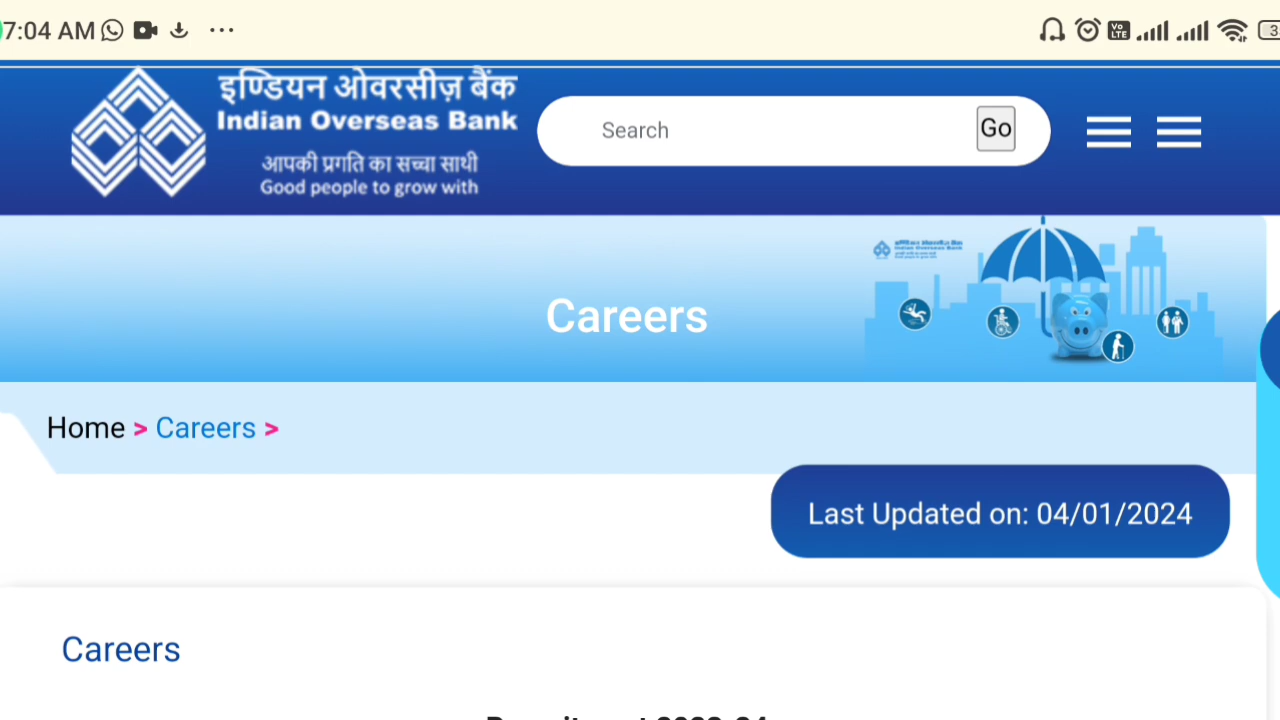 7:04 AM
इण्डियन ओवरसीज़ बैंक
Indian Overseas Bank
आपकी प्रगति का सच्चा साथी
Good people to grow with
Search
Go
Careers
Home > Careers >
Last Updated on: 04/01/2024
Careers